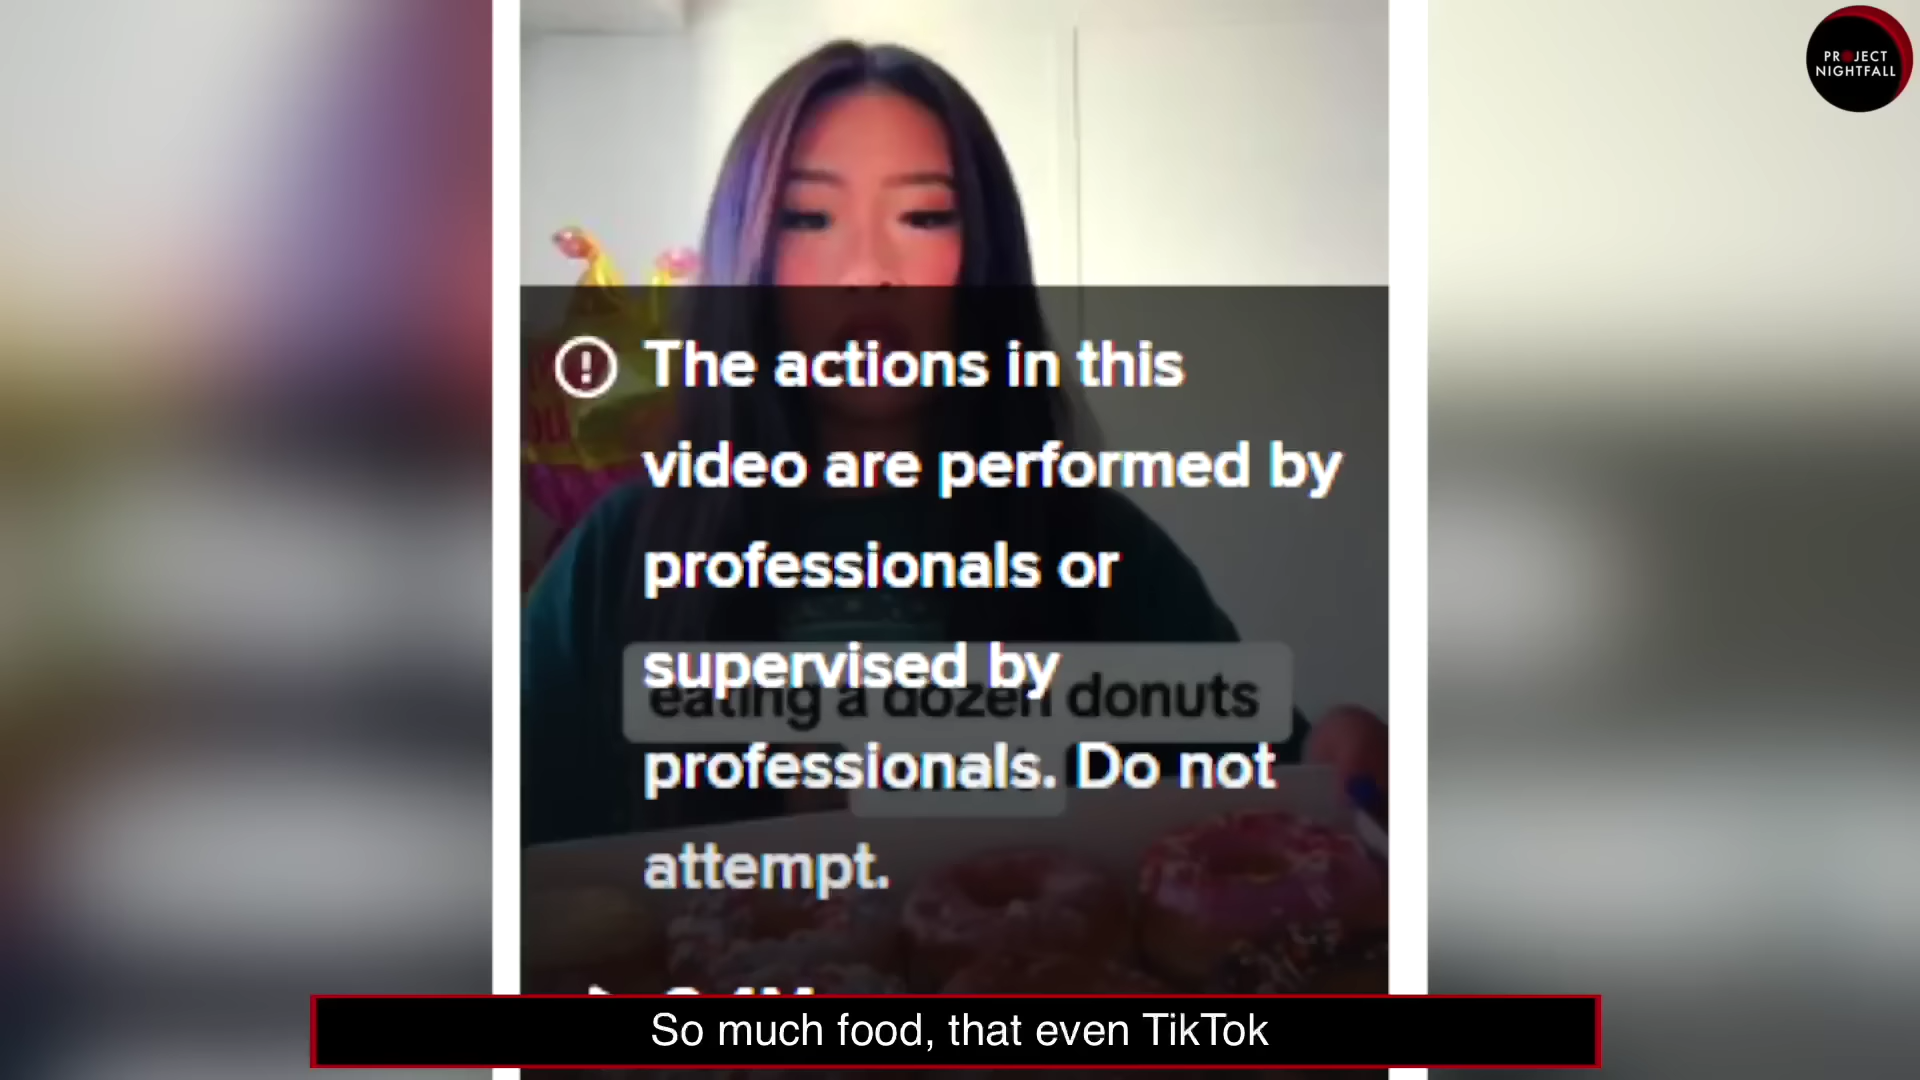 PROJECT
NIGHTFALL
The actions in this
video are performed by
professionals or
supervised by
eating a dozen donuts
professionals. Do not
attempt.
So much food, that even TikTok